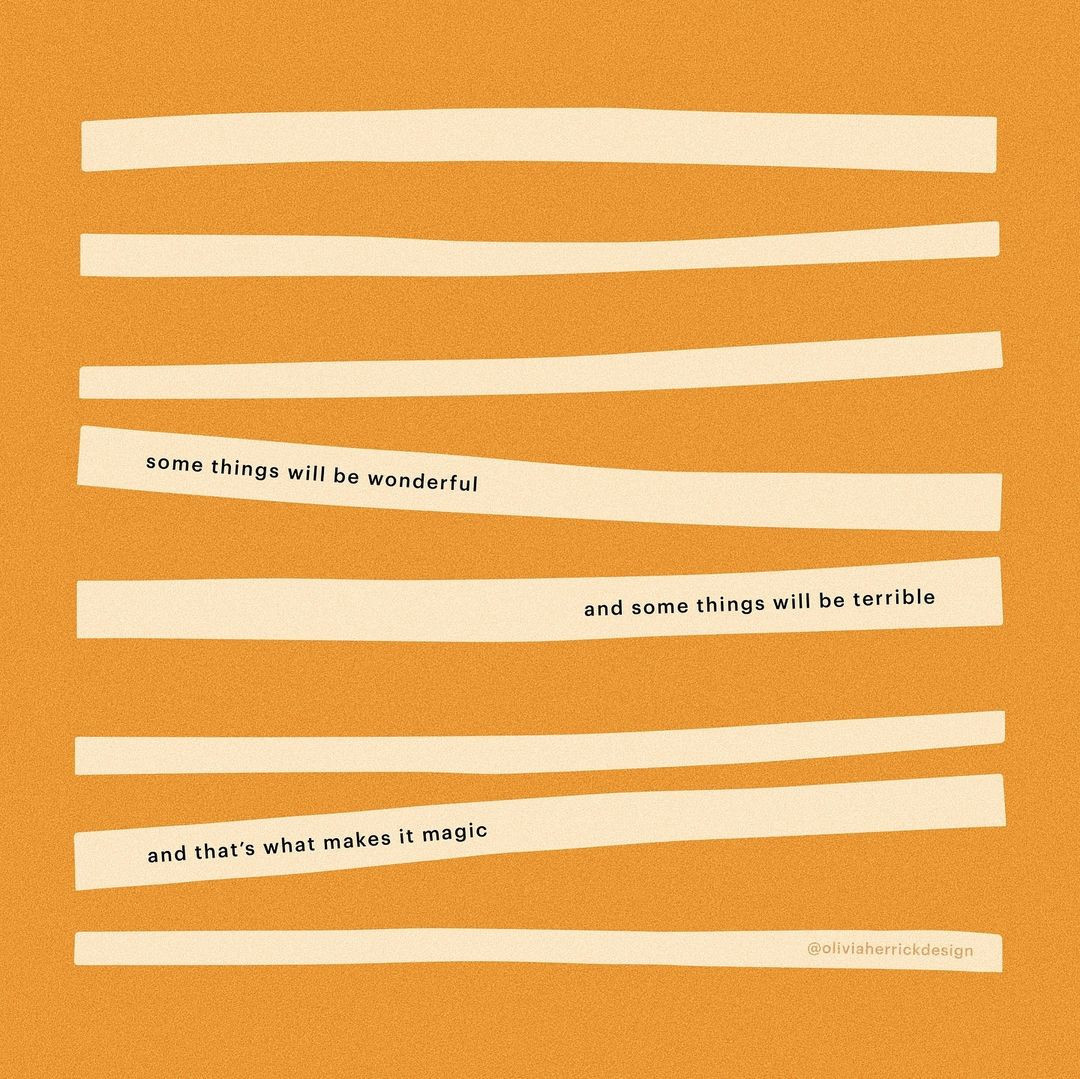 some things will be wonderful
and some things will be terrible
and that’s what makes it magic
@oliviaherrickdesign